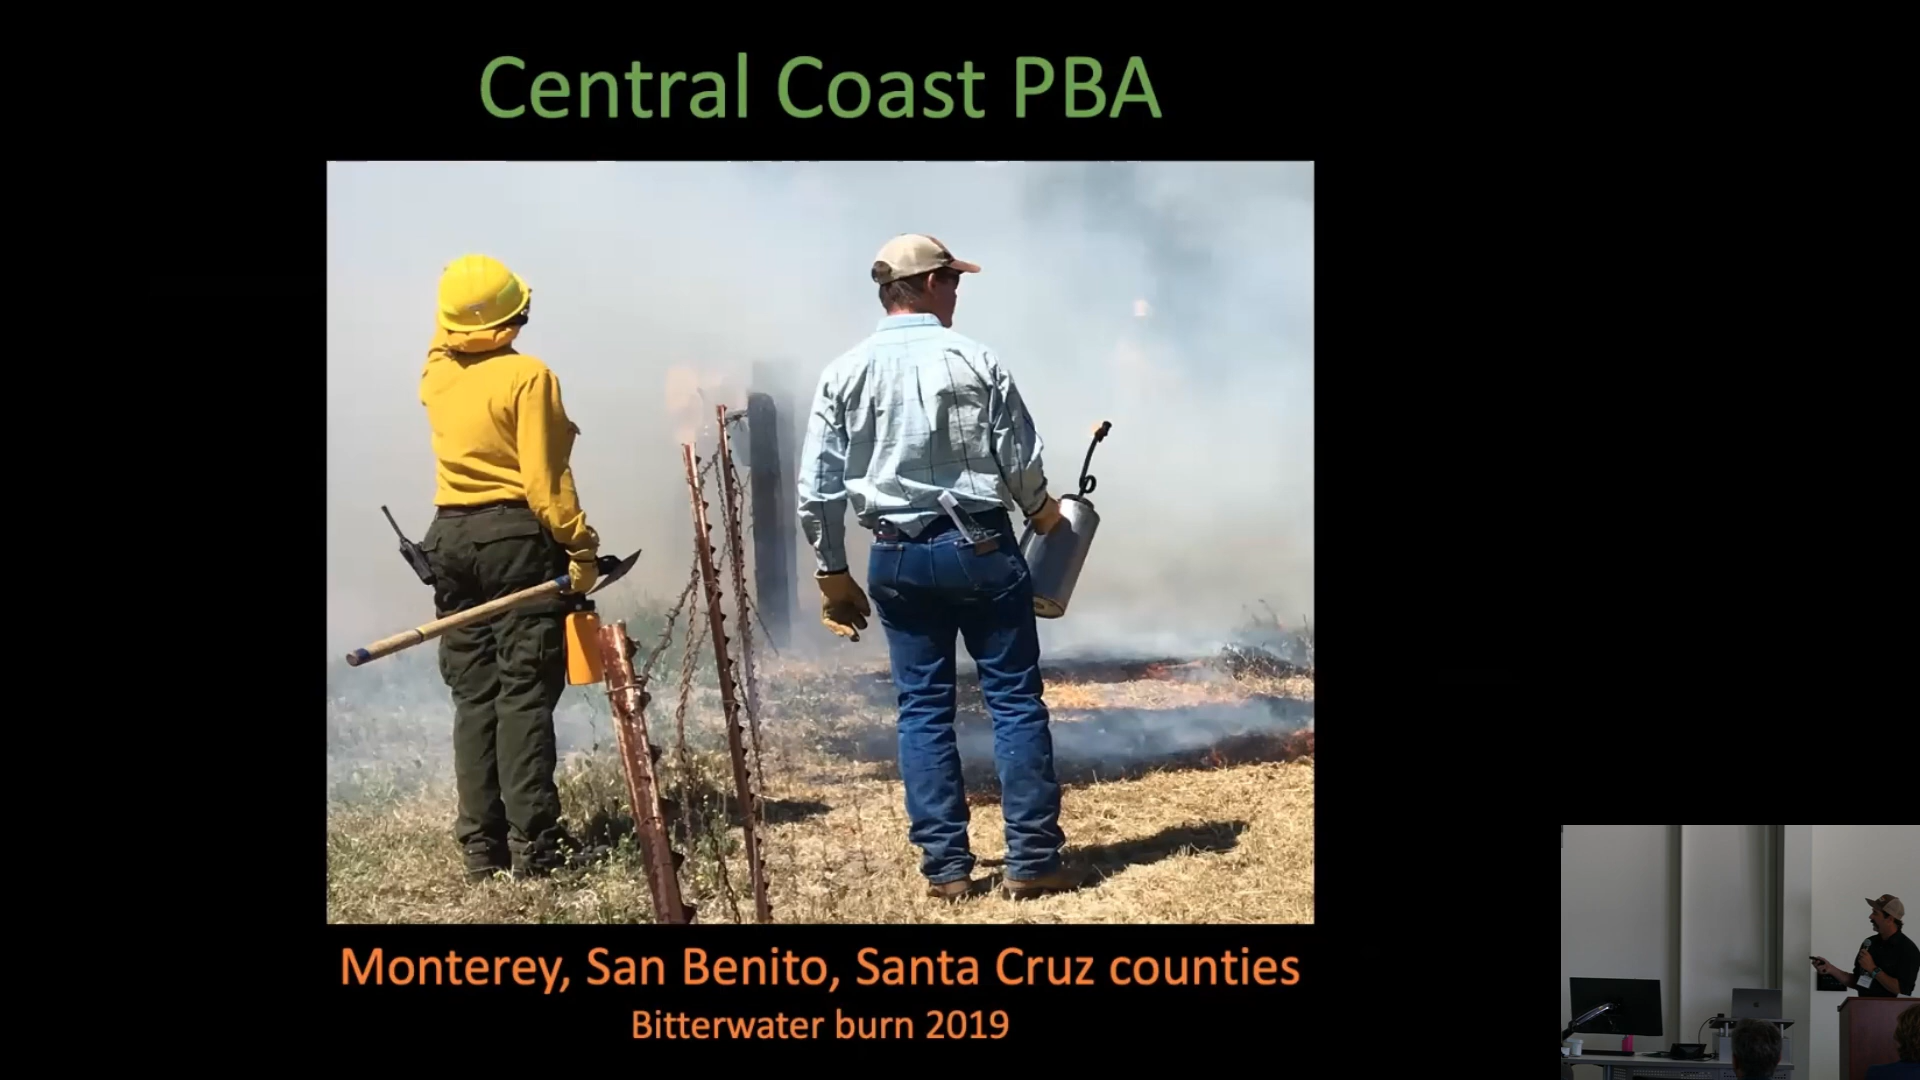 Central Coast PBA
Monterey, San Benito, Santa Cruz counties
Bitterwater burn 2019